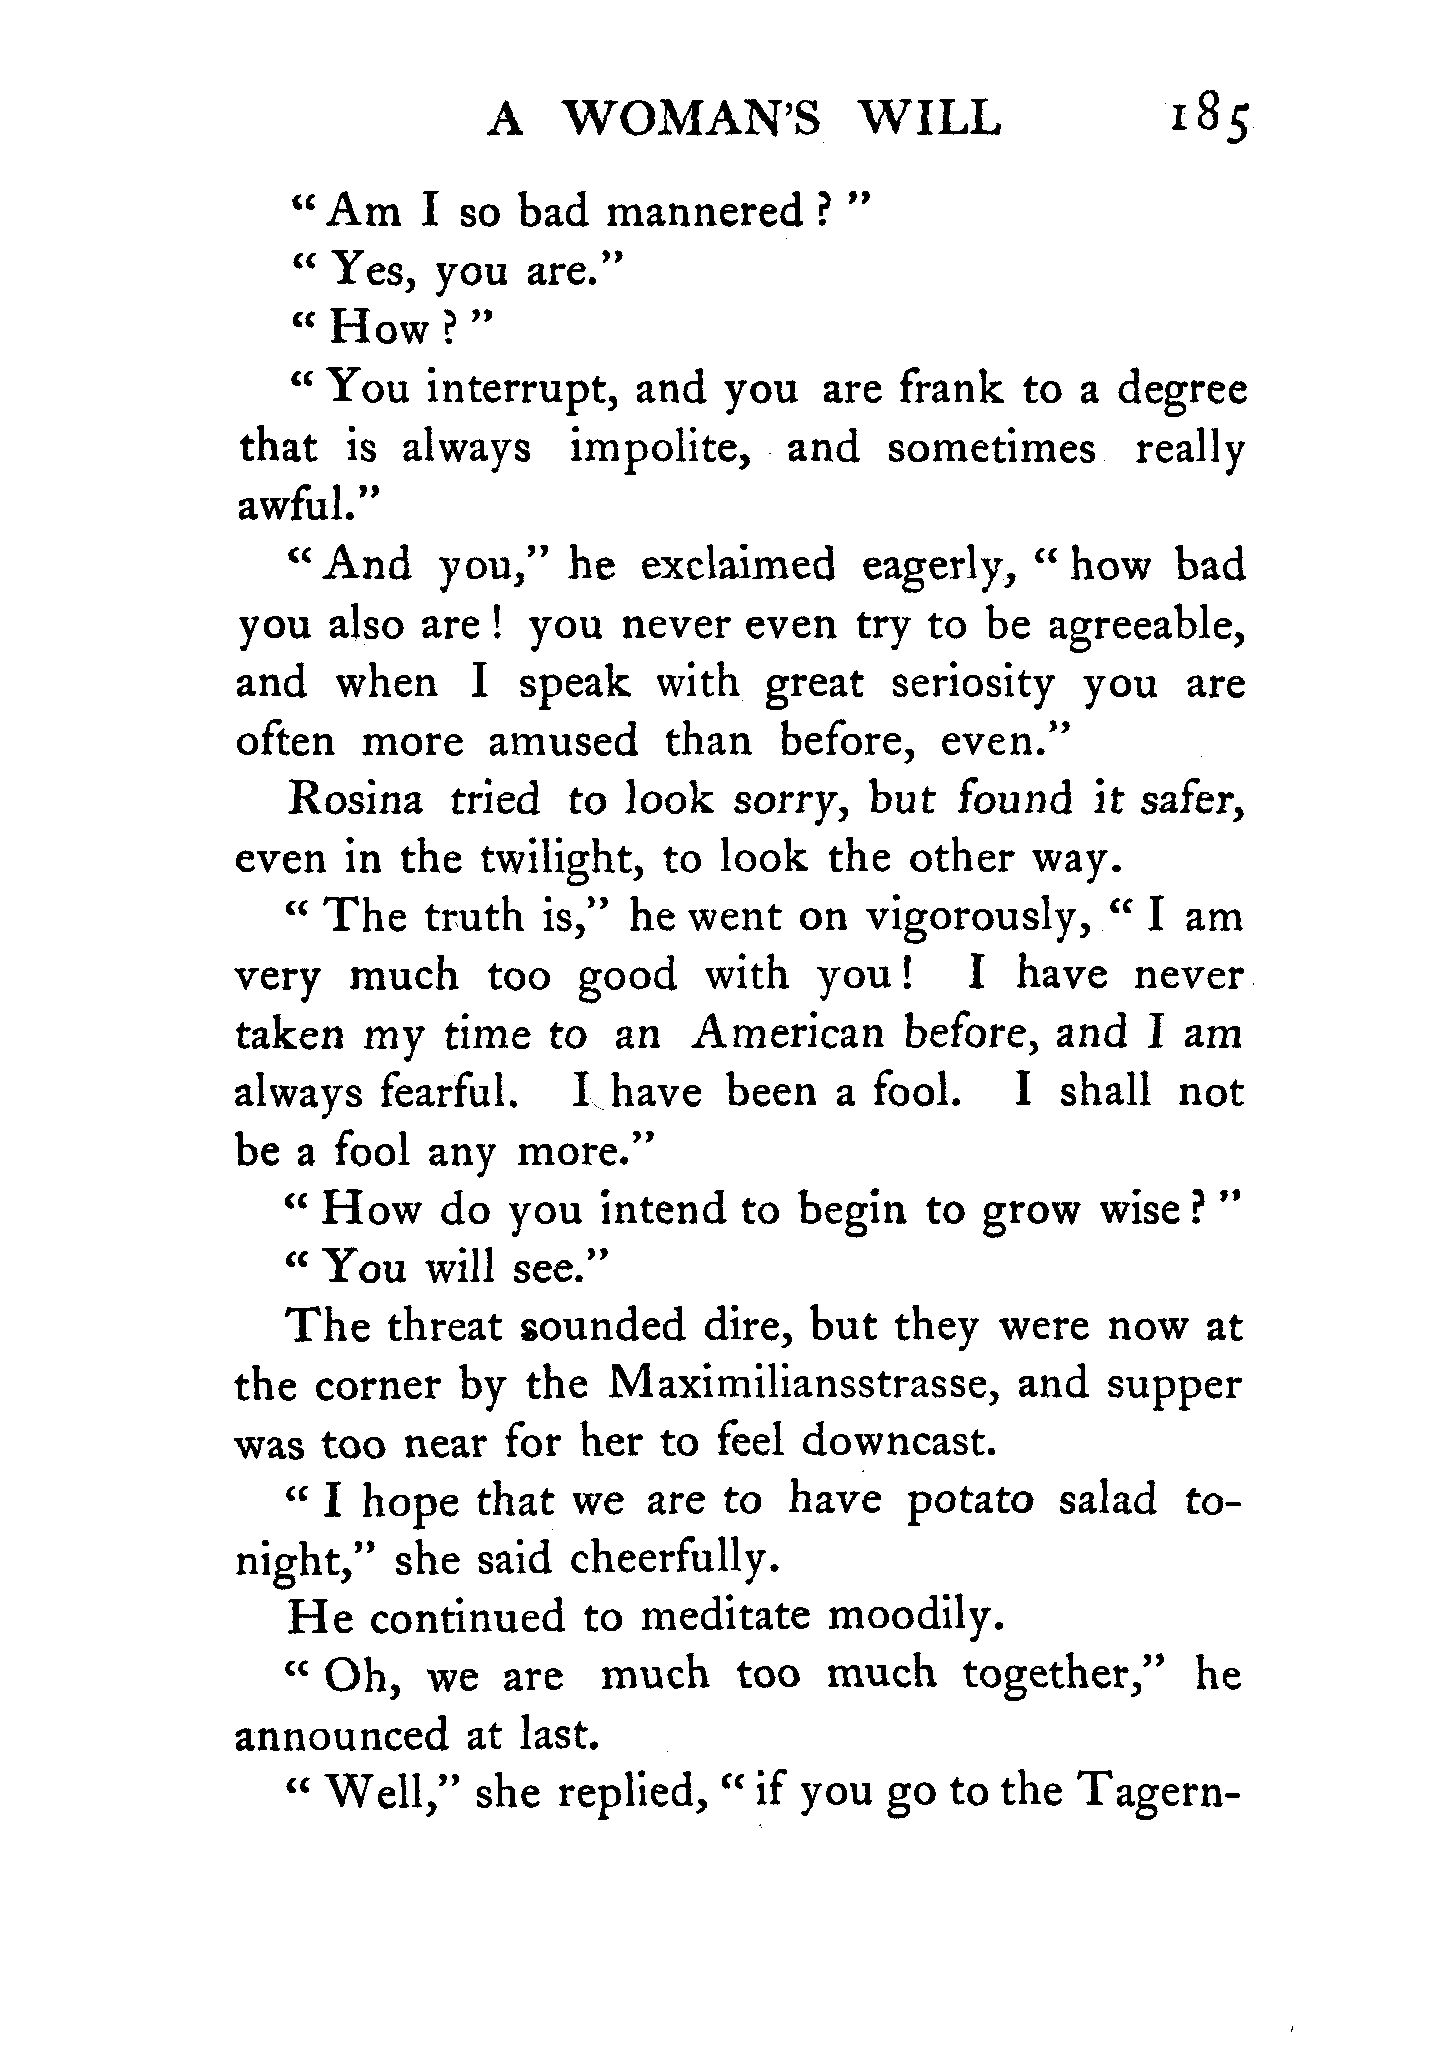 A WOMAN'S WILL 185
“ Am I so bad mannered ? ”
“ Yes, you are.”
“ How ? ”
“ You interrupt, and you are frank to a degree
that is always impolite, and sometimes really
awful.”
“ And you,” he exclaimed eagerly, “ how bad
you also are ! you never even try to be agreeable,
and when I speak with great seriosity you are
often more amused than before, even.”
Rosina tried to look sorry, but found it safer,
even in the twilight, to look the other way.
“ The truth is,” he went on vigorously, “ I am
very much too good with you ! I have never
taken my time to an American before, and I am
always fearful. I have been a fool. I shall not
be a fool any more.”
“ How do you intend to begin to grow wise ? ”
“ You will see.”
The threat sounded dire, but they were now at
the corner by the Maximiliansstrasse, and supper
was too near for her to feel downcast.
“ I hope that we are to have potato salad to-
night,” she said cheerfully.
He continued to meditate moodily.
“ Oh, we are much too much together,” he
announced at last.
“ Well,” she replied, “ if you go to the Tagern-